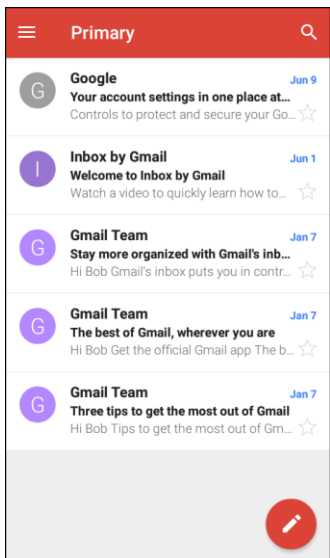 Primary
G
Google
Jun 9
Your account settings in one place at...
Controls to protect and secure your Go...
I
Inbox by Gmail
Jun 1
Welcome to Inbox by Gmail
Watch a video to quickly learn how to...
G
Gmail Team
Jan 7
Stay more organized with Gmail's inb...
Hi Bob Gmail's inbox puts you in contr...
G
Gmail Team
Jan 7
The best of Gmail, wherever you are
Hi Bob Get the official Gmail app The b...
G
Gmail Team
Jan 7
Three tips to get the most out of Gmail
Hi Bob Tips to get the most out of Gm...